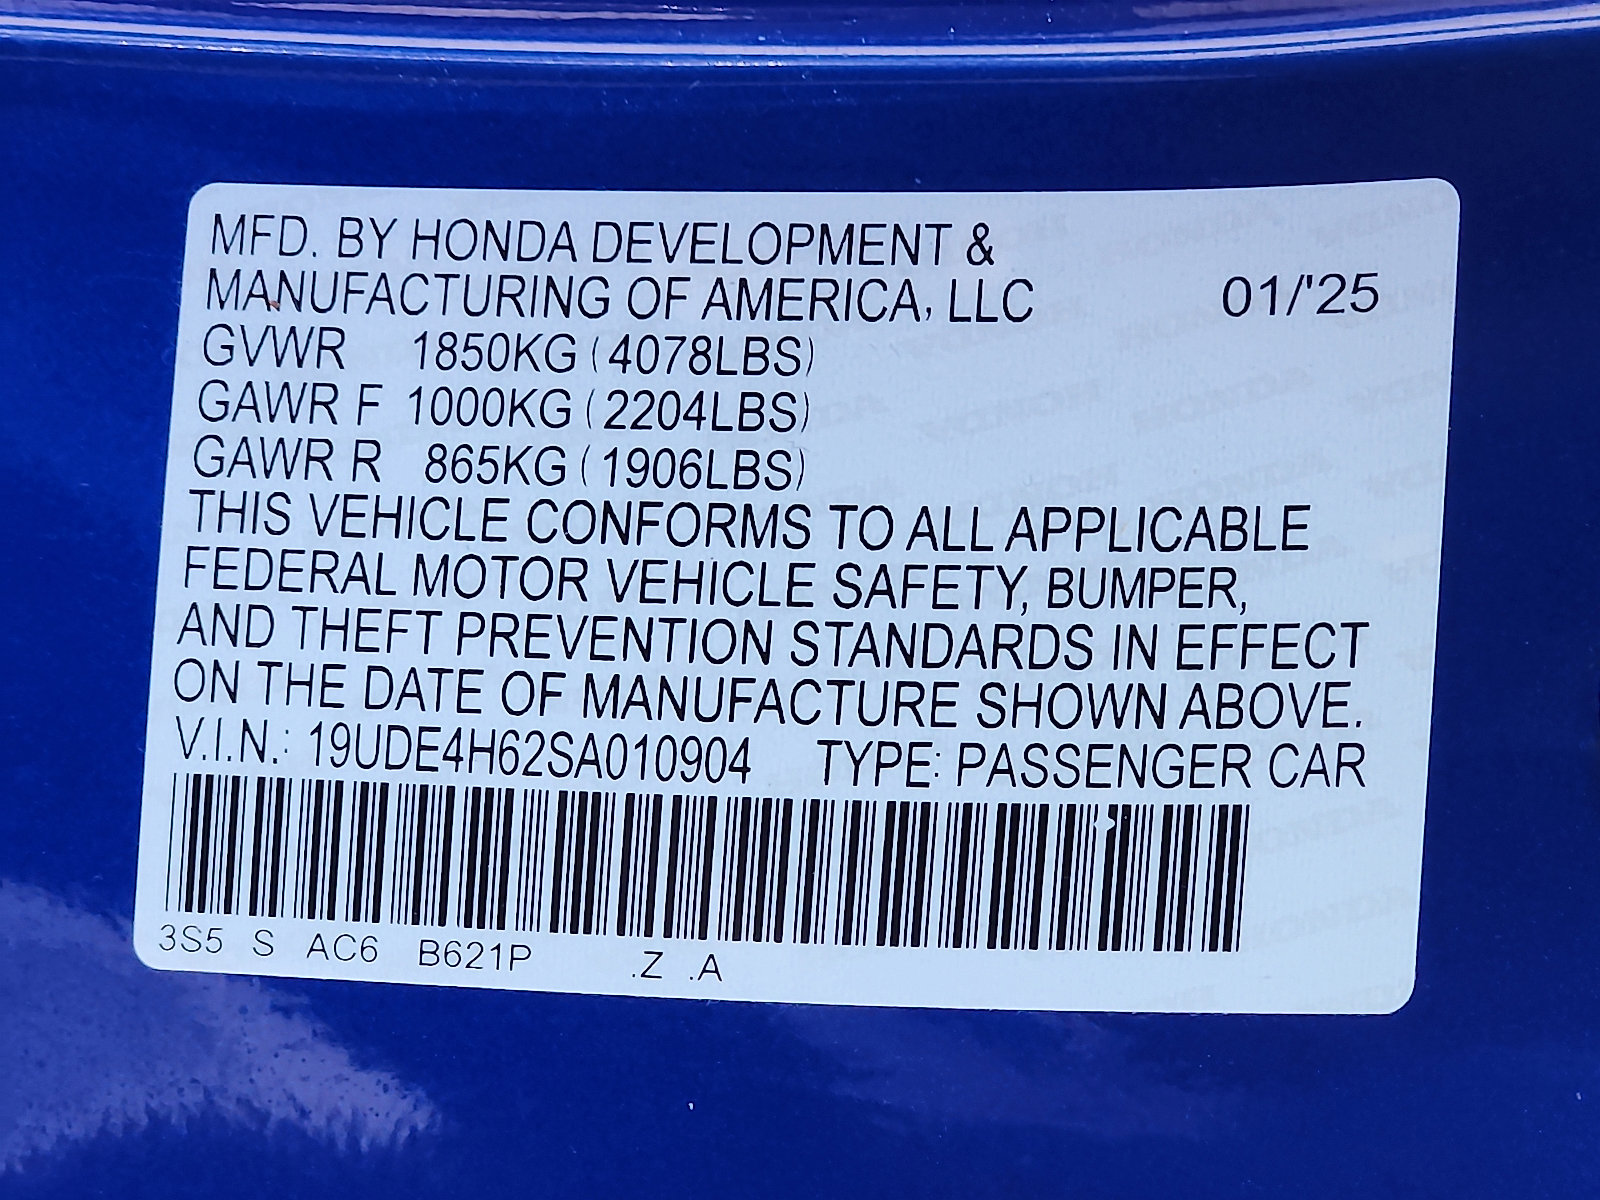 MFD. BY HONDA DEVELOPMENT &
MANUFACTURING OF AMERICA, LLC 01/'25
GVWR 1850KG (4078LBS)
GAWR F 1000KG (2204LBS)
GAWR R 865KG (1906LBS)
THIS VEHICLE CONFORMS TO ALL APPLICABLE
FEDERAL MOTOR VEHICLE SAFETY, BUMPER,
AND THEFT PREVENTION STANDARDS IN EFFECT
ON THE DATE OF MANUFACTURE SHOWN ABOVE.
V.I.N.: 19UDE4H62SA010904 TYPE: PASSENGER CAR
3S5 S AC6 B621P .Z .A